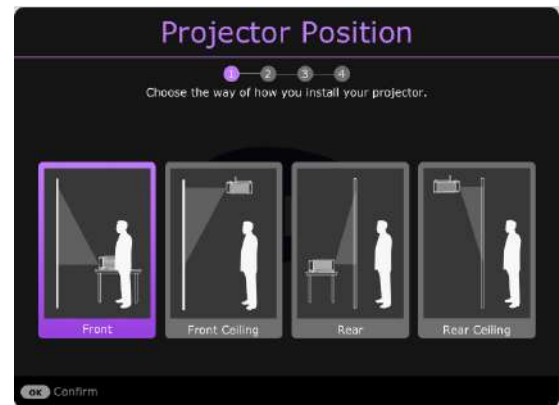 Projector Position
1 2 3 4
Choose the way of how you install your projector.
Front
Front Ceiling
Rear
Rear Ceiling
OK Confirm